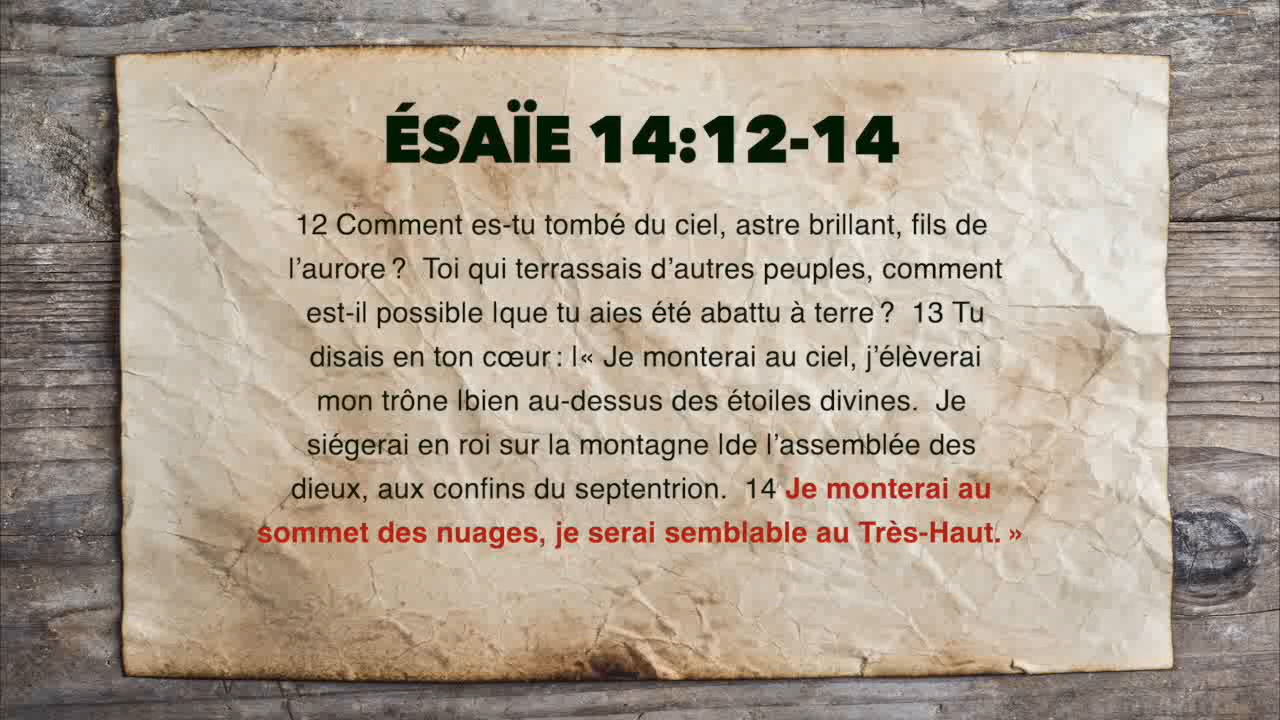 ÉSAÏE 14:12-14
12 Comment es-tu tombé du ciel, astre brillant, fils de
l’aurore ?  Toi qui terrassais d’autres peuples, comment
est-il possible lque tu aies été abattu à terre ?  13 Tu
disais en ton cœur : l« Je monterai au ciel, j’élèverai
mon trône lbien au-dessus des étoiles divines.  Je
siégerai en roi sur la montagne lde l’assemblée des
dieux, aux confins du septentrion.  14 Je monterai au
sommet des nuages, je serai semblable au Très-Haut. »